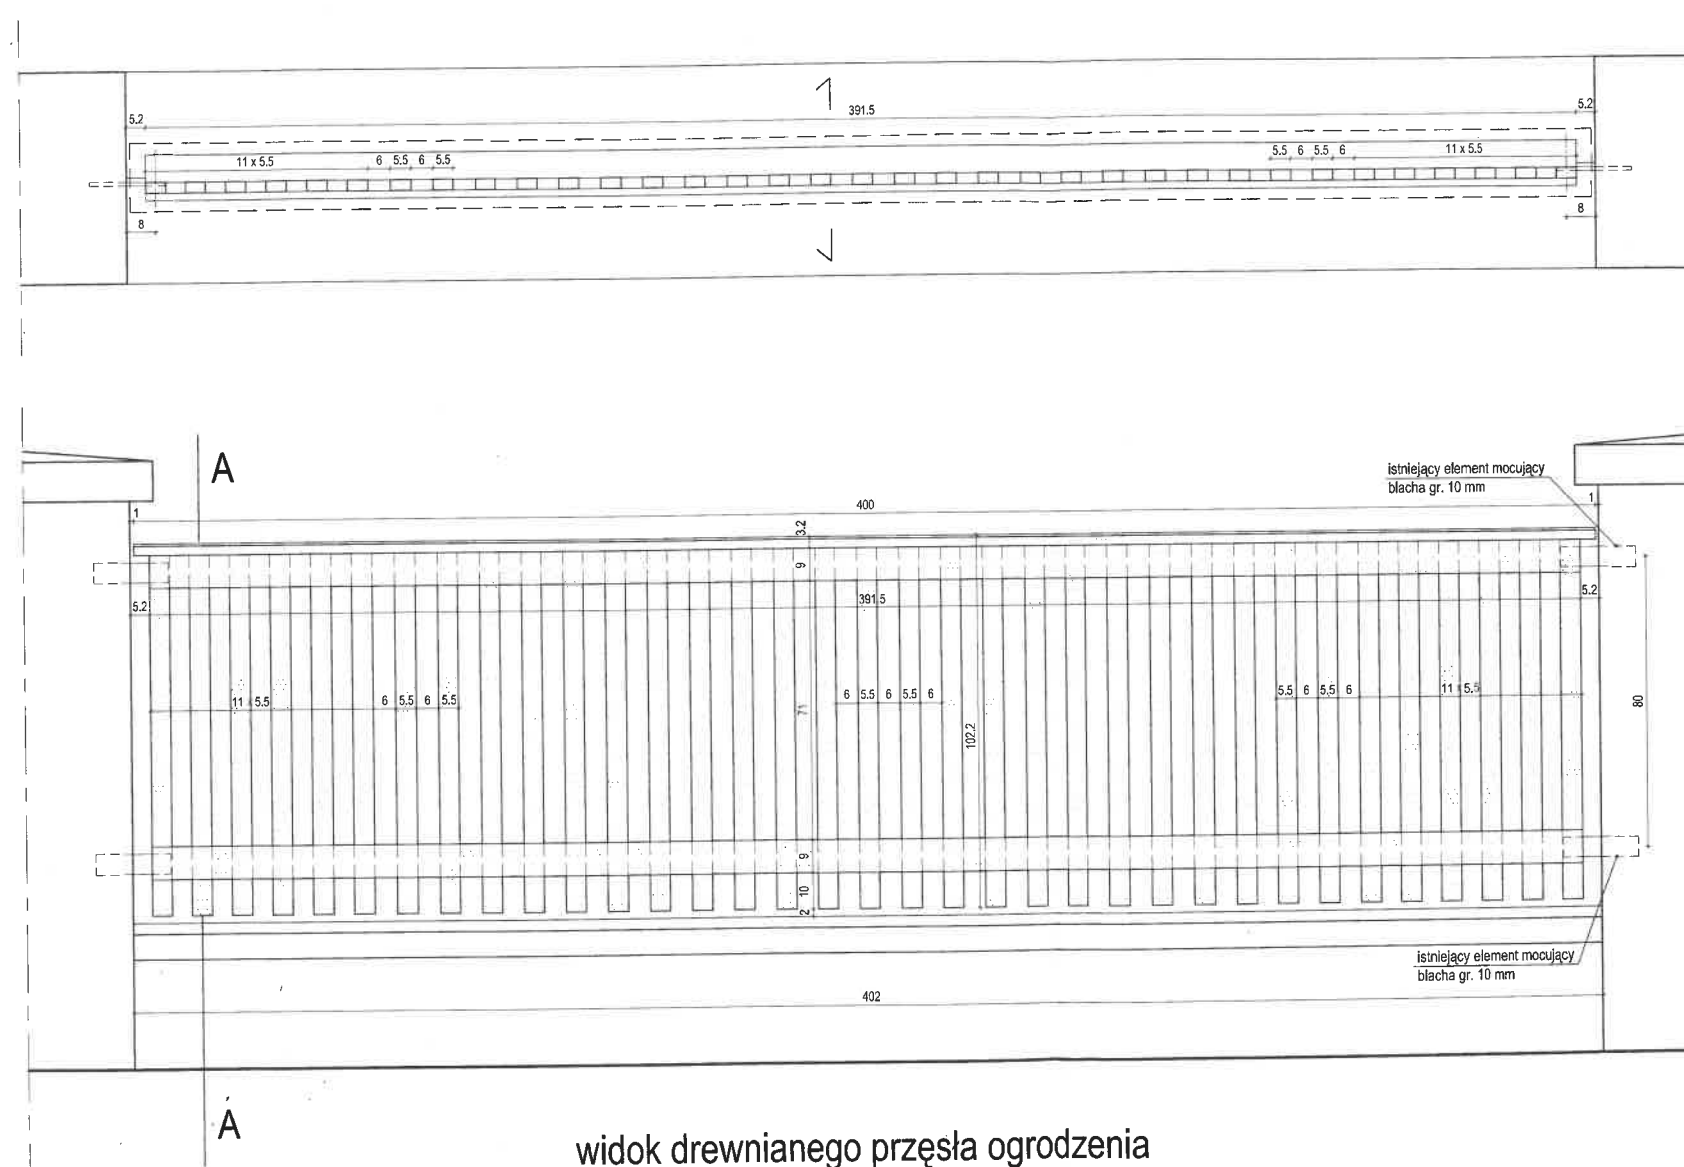 391.5
5.2
5.2
11 x 5.5
6 5.5 6 5.5
5.5 6 5.5 6
11 x 5.5
8
8
A
istniejący element mocujący
blacha gr. 10 mm
1
400
1
3.2
9
5.2
391.5
5.2
11 x 5.5
6 5.5 6 5.5
6 5.5 6 5.5 6
5.5 6 5.5 6
11 x 5.5
71
102.2
80
9
10
2
istniejący element mocujący
blacha gr. 10 mm
402
A
widok drewnianego przęsła ogrodzenia